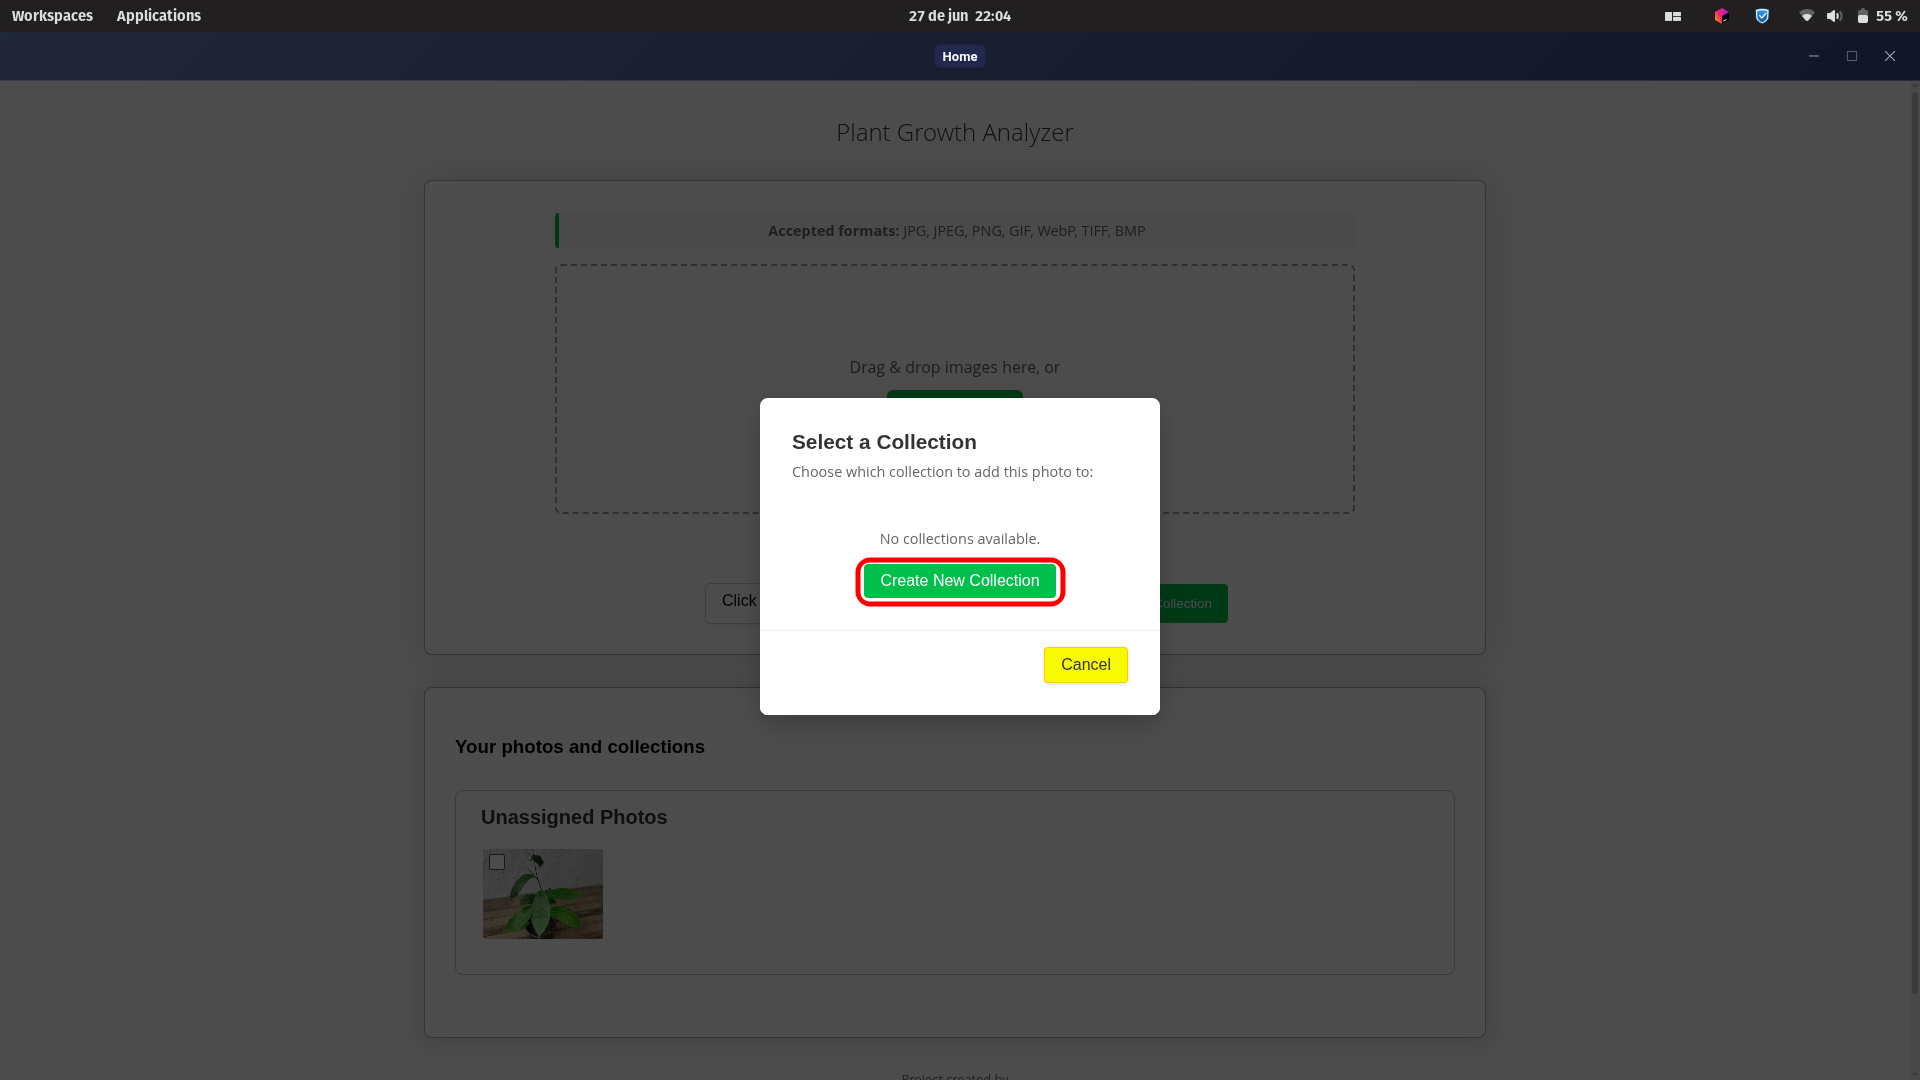 Workspaces Applications 27 de jun 22:04 55 %
Home
Plant Growth Analyzer
Accepted formats: JPG, JPEG, PNG, GIF, WebP, TIFF, BMP
Drag & drop images here, or
Select a Collection
Choose which collection to add this photo to:
No collections available.
Create New Collection
Click
Collection
Cancel
Your photos and collections
Unassigned Photos
Project created by